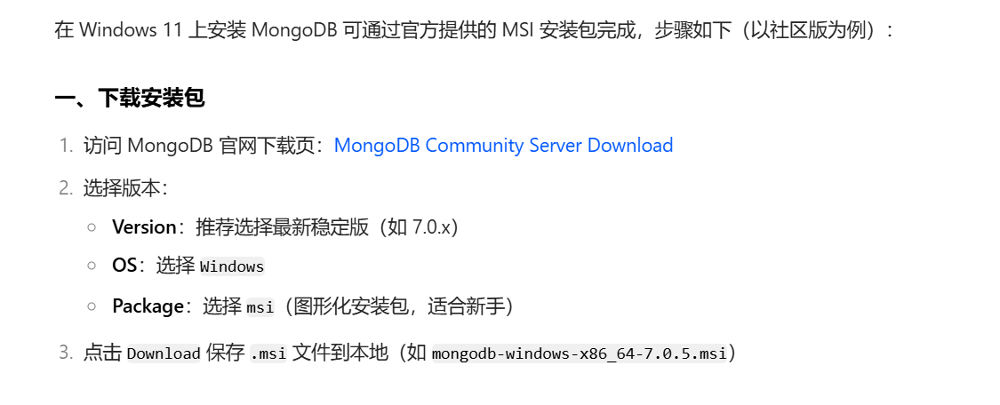 在 Windows 11 上安装 MongoDB 可通过官方提供的 MSI 安装包完成，步骤如下（以社区版为例）：
一、下载安装包
1. 访问 MongoDB 官网下载页：MongoDB Community Server Download
2. 选择版本：
○ Version：推荐选择最新稳定版（如 7.0.x）
○ OS：选择 Windows
○ Package：选择 msi（图形化安装包，适合新手）
3. 点击 Download 保存 .msi 文件到本地（如 mongodb-windows-x86_64-7.0.5.msi）